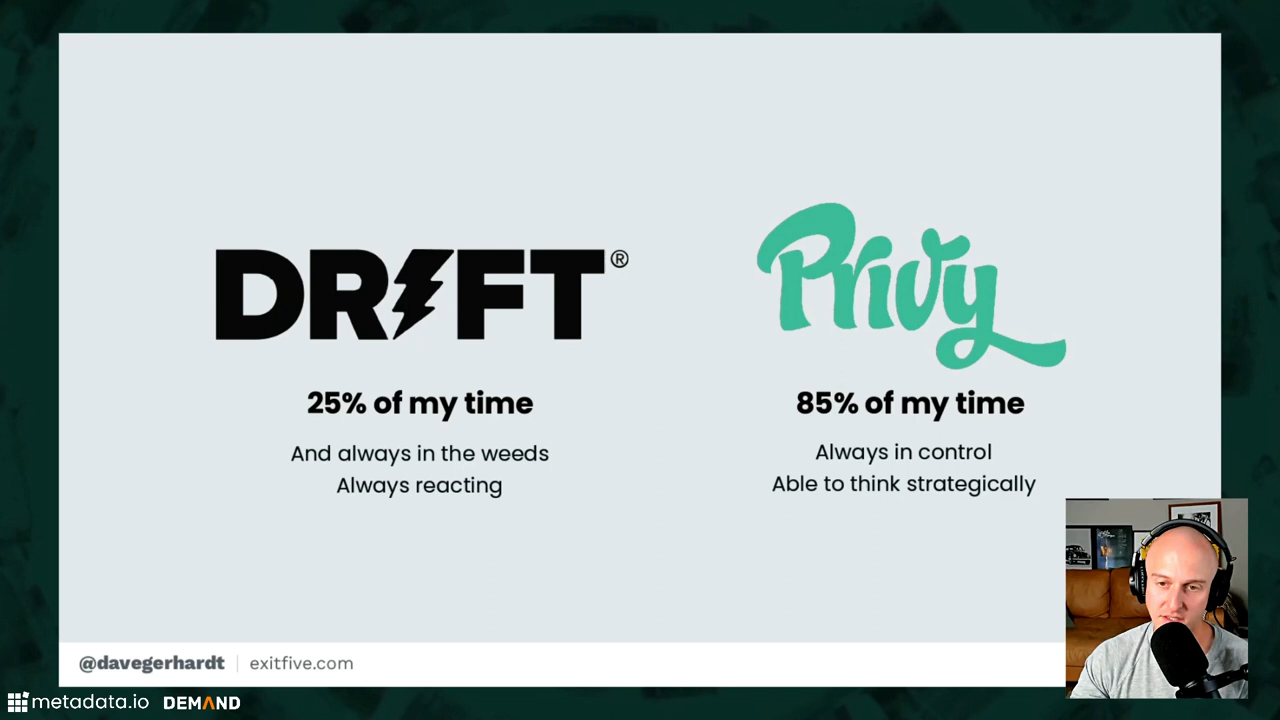 DRIFT®
25% of my time
And always in the weeds
Always reacting
Privy
85% of my time
Always in control
Able to think strategically
@davegerhardt | exitfive.com
metadata.io DEMAND